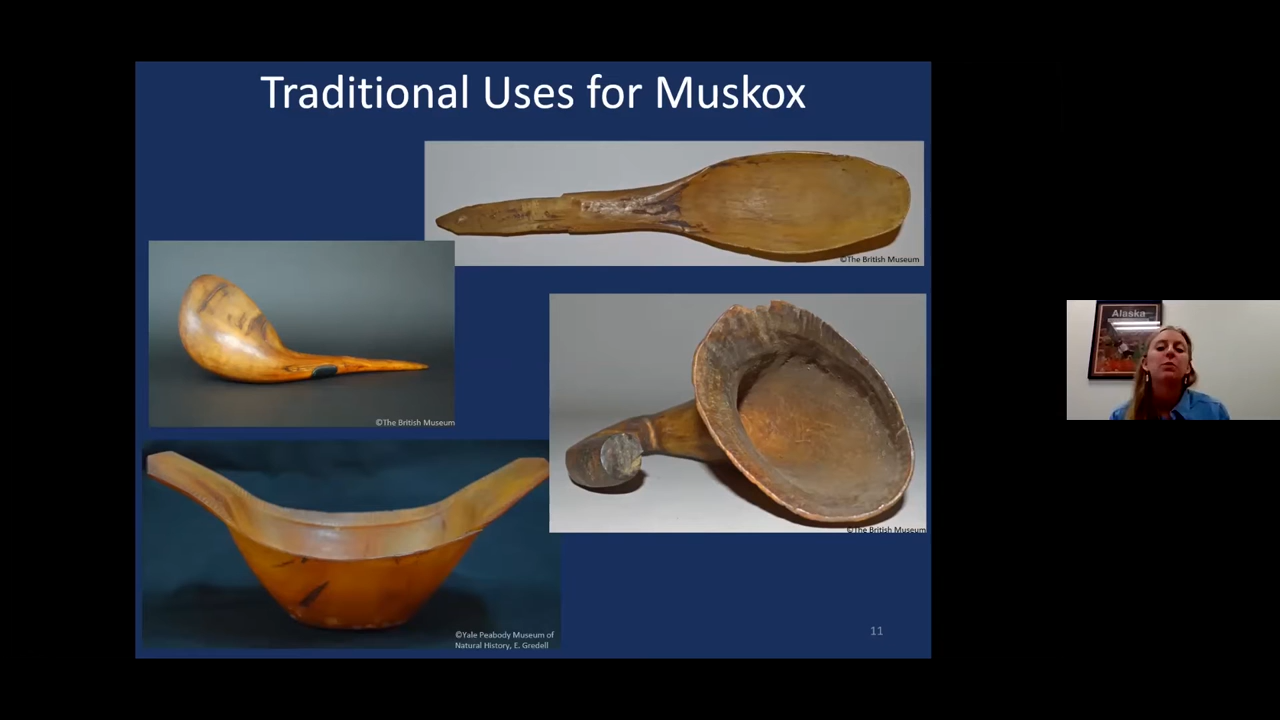 Traditional Uses for Muskox
©The British Museum
©The British Museum
©The British Museum
©Yale Peabody Museum of
Natural History, E. Gredell
11
Alaska